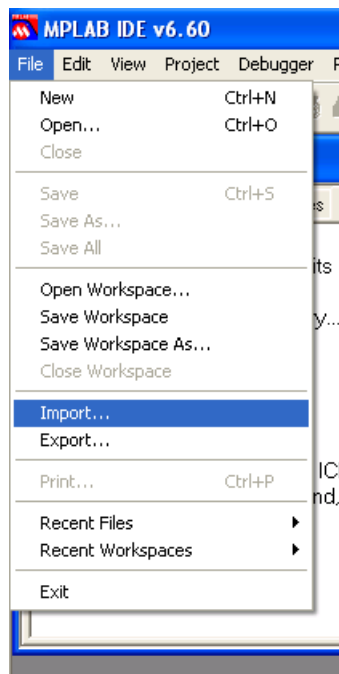 MPLAB IDE v6.60
File Edit View Project Debugger
New Ctrl+N
Open... Ctrl+O
Close
Save Ctrl+S
Save As...
Save All
Open Workspace...
Save Workspace
Save Workspace As...
Close Workspace
Import...
Export...
Print... Ctrl+P
Recent Files
Recent Workspaces
Exit